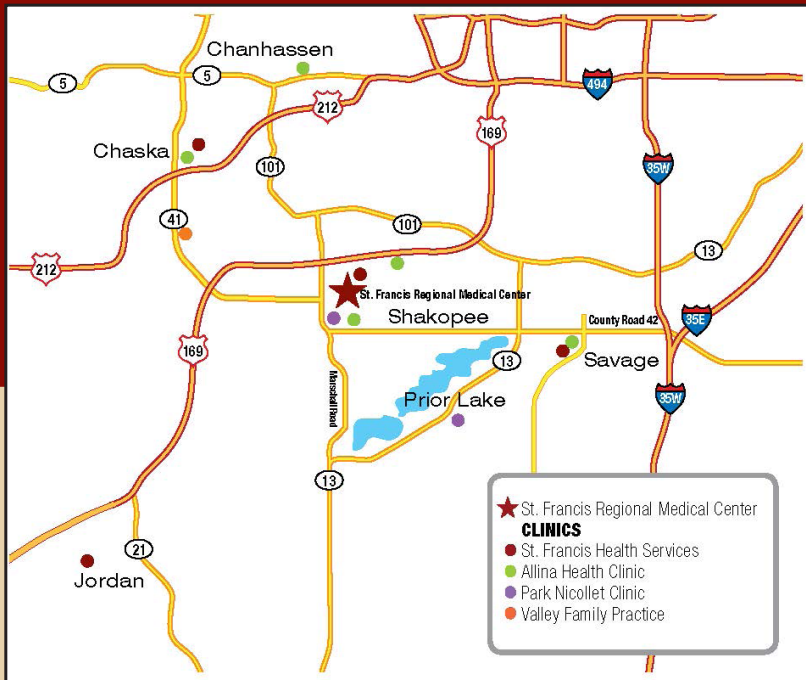 Chanhassen
5
5
494
212
169
Chaska
101
35W
41
101
13
212
St. Francis Regional Medical Center
Shakopee
County Road 42
35E
169
13
Savage
Marschall Road
Prior Lake
35W
13
21
Jordan
St. Francis Regional Medical Center
CLINICS
St. Francis Health Services
Allina Health Clinic
Park Nicollet Clinic
Valley Family Practice